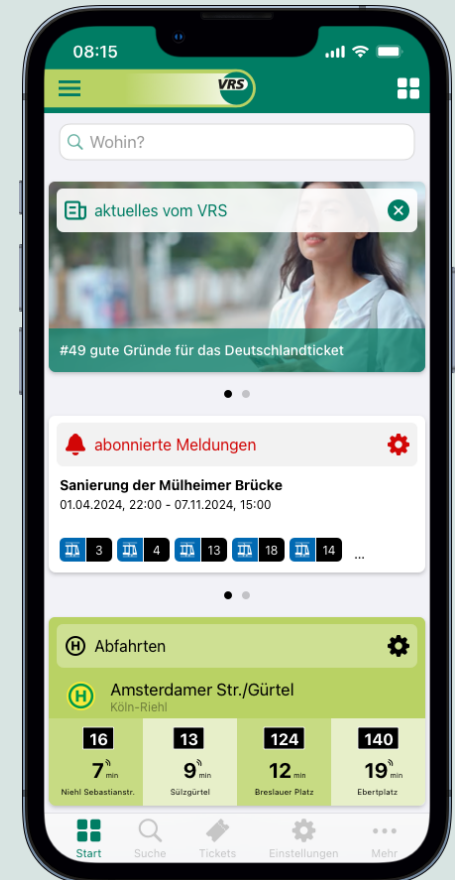 08:15
VRS
Wohin?
aktuelles vom VRS
#49 gute Gründe für das Deutschlandticket
abonnierte Meldungen
Sanierung der Mülheimer Brücke
01.04.2024, 22:00 - 07.11.2024, 15:00
3 4 13 18 14 ...
H Abfahrten
H Amsterdamer Str./Gürtel
Köln-Riehl
16 13 124 140
7 min 9 min 12 min 19 min
Niehl Sebastianstr. Sülzgürtel Breslauer Platz Ebertplatz
Start Suche Tickets Einstellungen Mehr